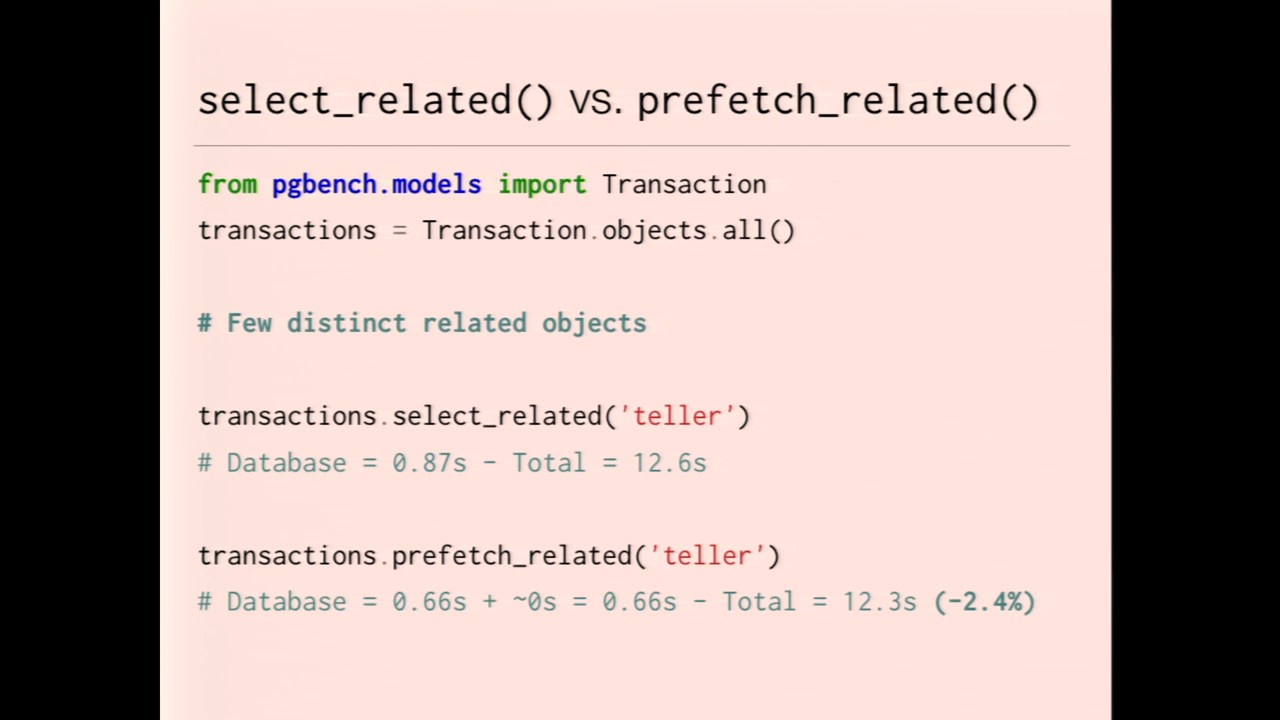 select_related() vs. prefetch_related()
from pgbench.models import Transaction
transactions = Transaction.objects.all()
# Few distinct related objects
transactions.select_related('teller')
# Database = 0.87s - Total = 12.6s
transactions.prefetch_related('teller')
# Database = 0.66s + ~0s = 0.66s - Total = 12.3s (-2.4%)